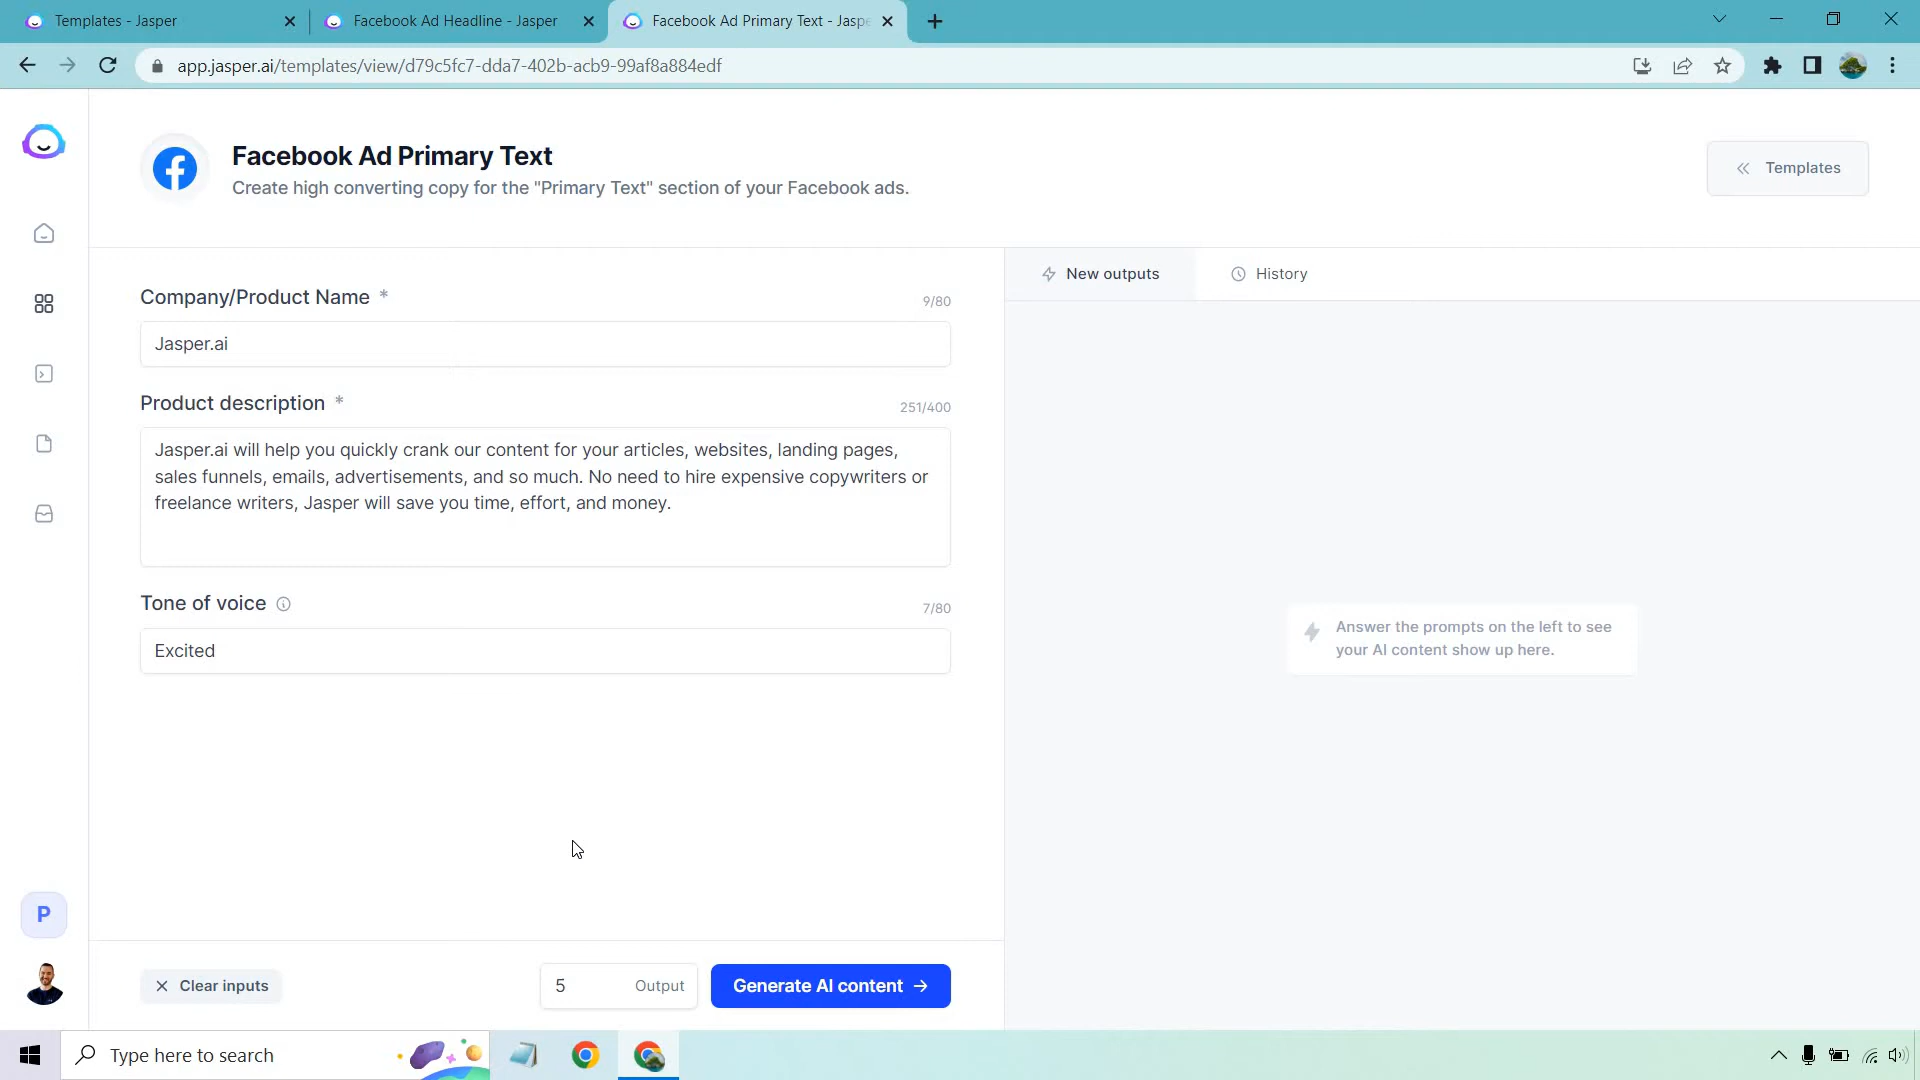 Templates - Jasper
Facebook Ad Headline - Jasper
Facebook Ad Primary Text - Jaspe
app.jasper.ai/templates/view/d79c5fc7-dda7-402b-acb9-99af8a884edf
Facebook Ad Primary Text
Create high converting copy for the "Primary Text" section of your Facebook ads.
Templates
New outputs
History
Company/Product Name *
9/80
Jasper.ai
Product description *
251/400
Jasper.ai will help you quickly crank our content for your articles, websites, landing pages,
sales funnels, emails, advertisements, and so much. No need to hire expensive copywriters or
freelance writers, Jasper will save you time, effort, and money.
Tone of voice
7/80
Excited
Answer the prompts on the left to see
your AI content show up here.
P
Clear inputs
5 Output
Generate AI content
Type here to search